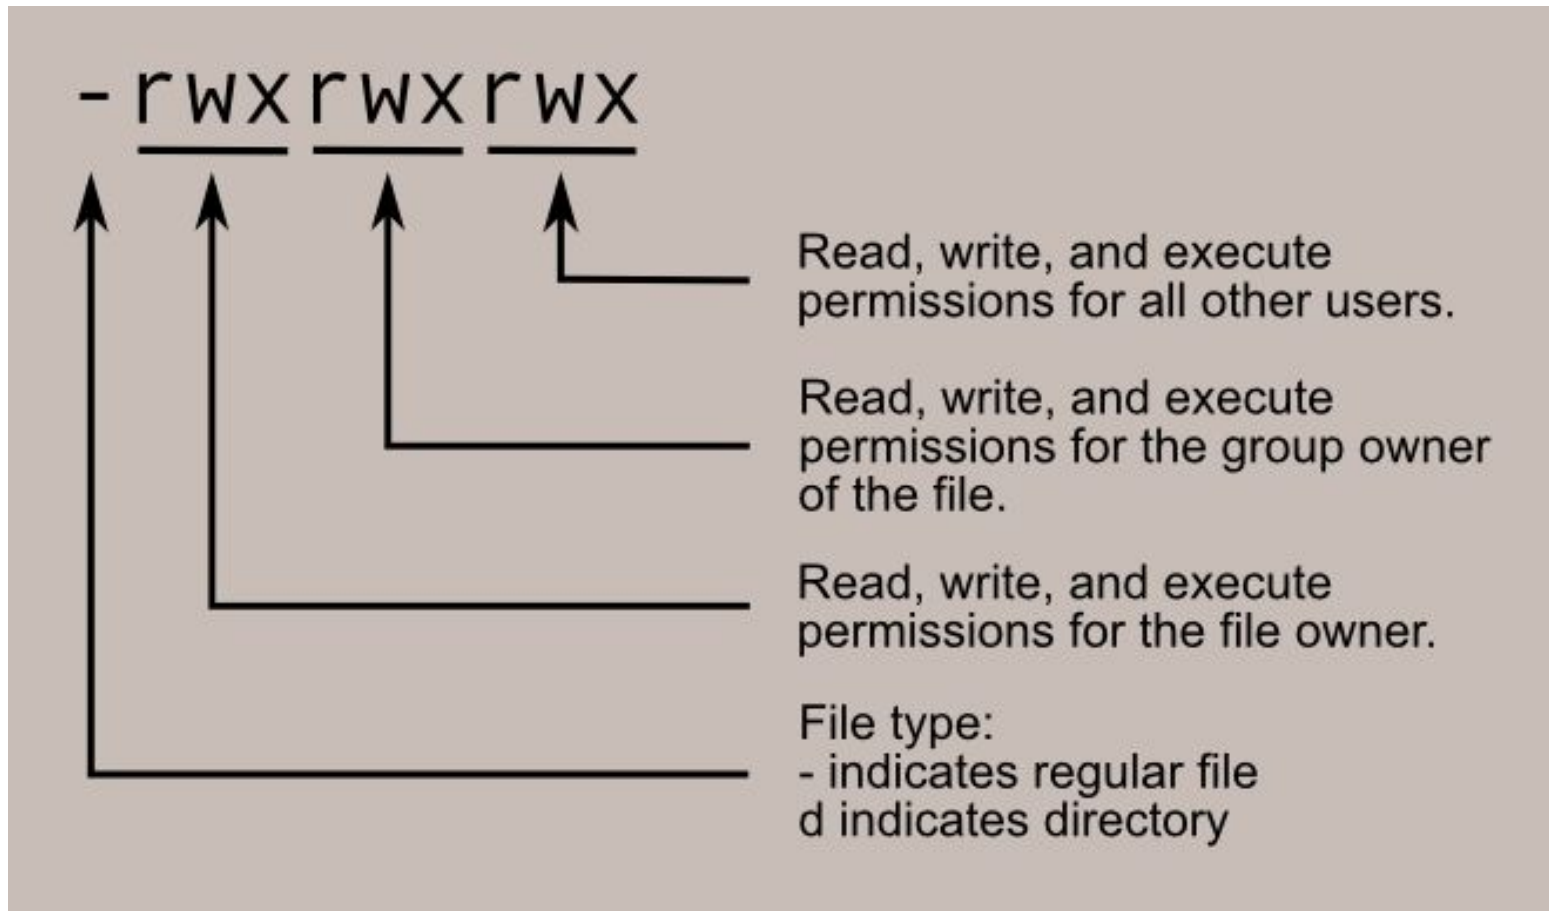 -rwxrwxrwx
Read, write, and execute
permissions for all other users.
Read, write, and execute
permissions for the group owner
of the file.
Read, write, and execute
permissions for the file owner.
File type:
- indicates regular file
d indicates directory